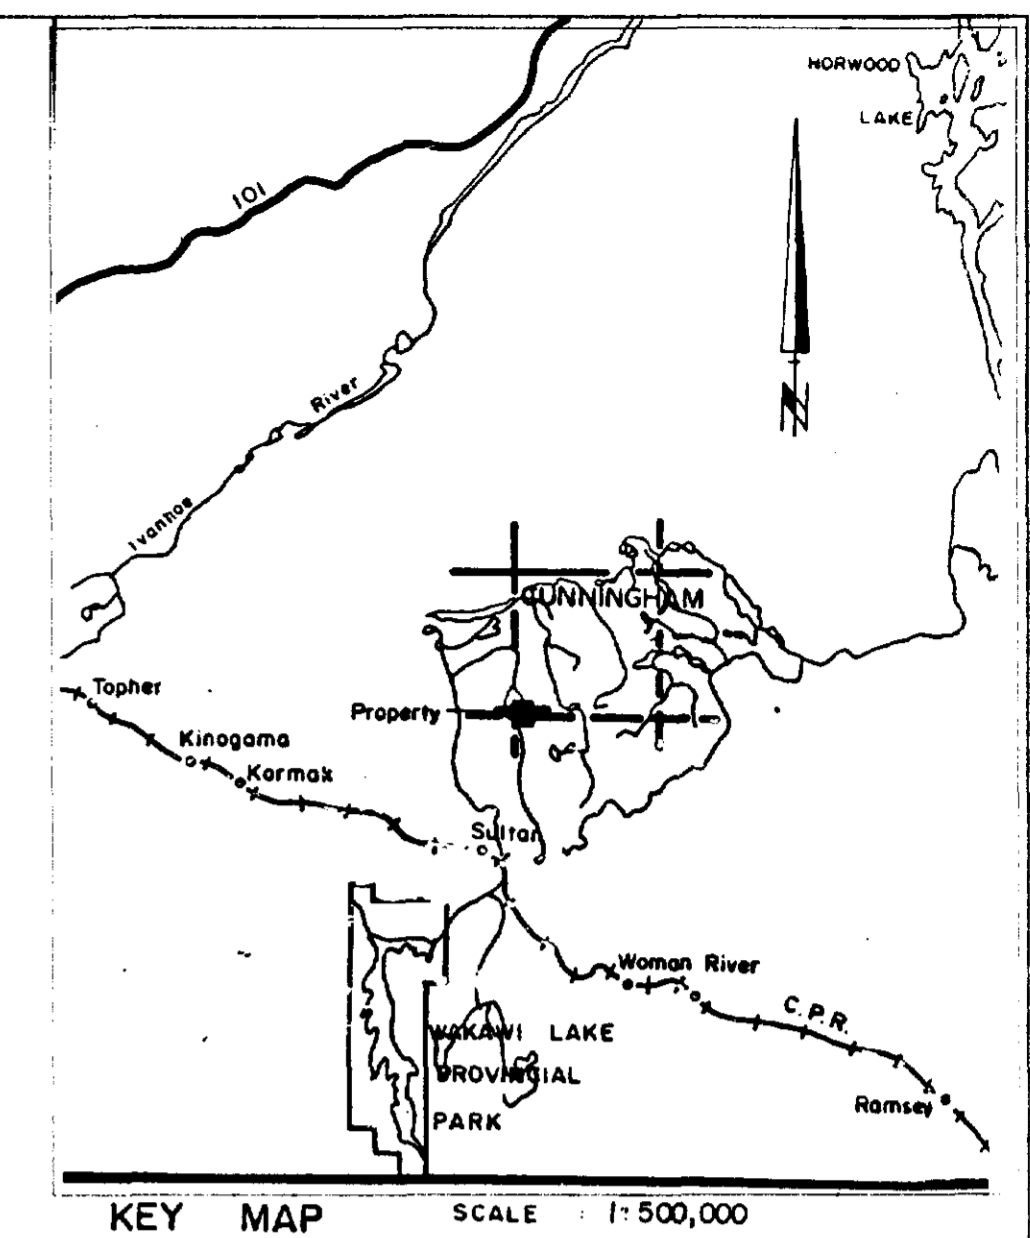 HORWOOD
LAKE
101
River
Ivanhoe
N
CUNNINGHAM
Topher
Property
Kinogama
Kormak
Sultan
Woman River
C.P.R.
WAKAWI LAKE
PROVINCIAL
PARK
Ramsey
KEY MAP SCALE : 1:500,000